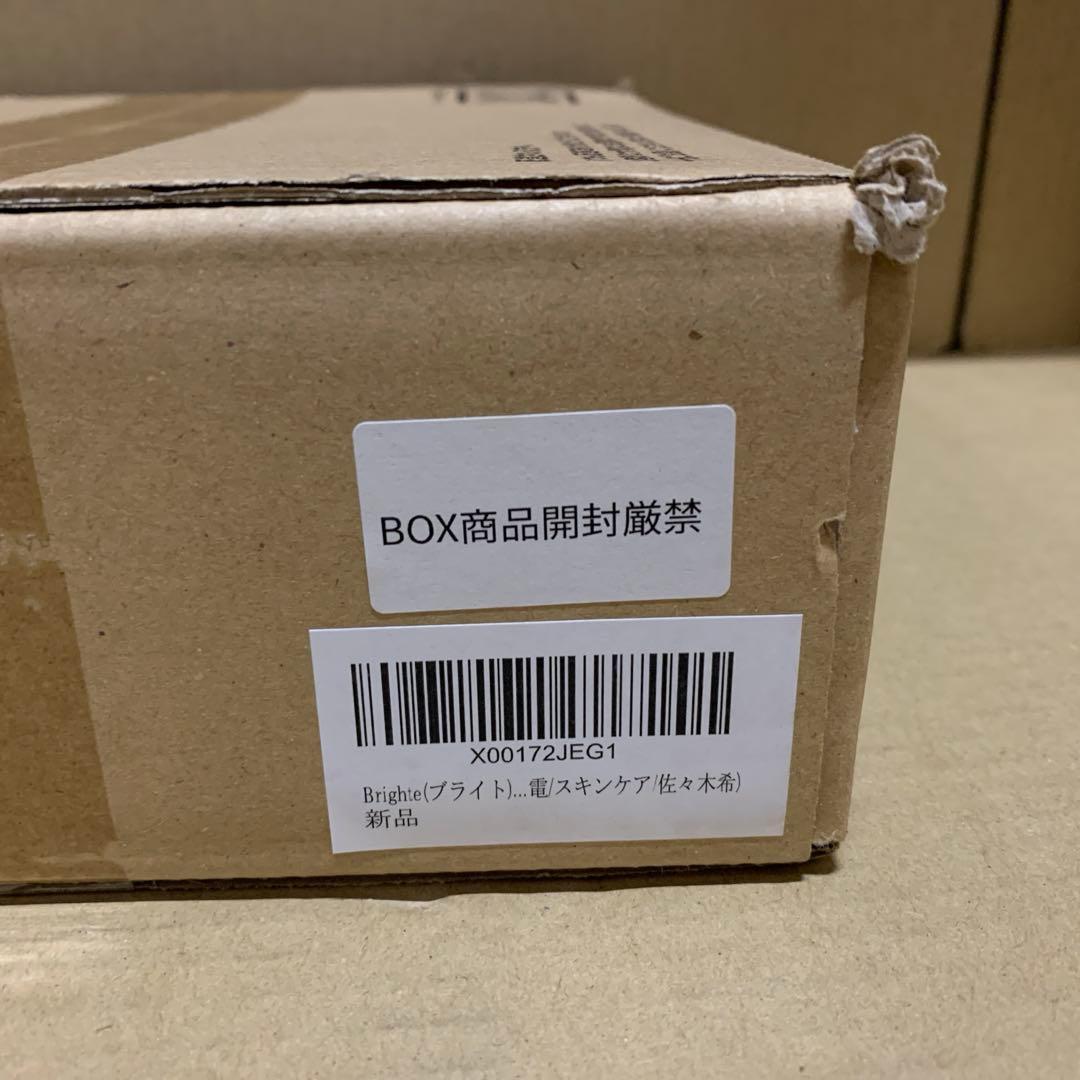 BOX商品開封厳禁
X00172JEG1
Brighte(ブライト)...電/スキンケア/佐々木希)
新品